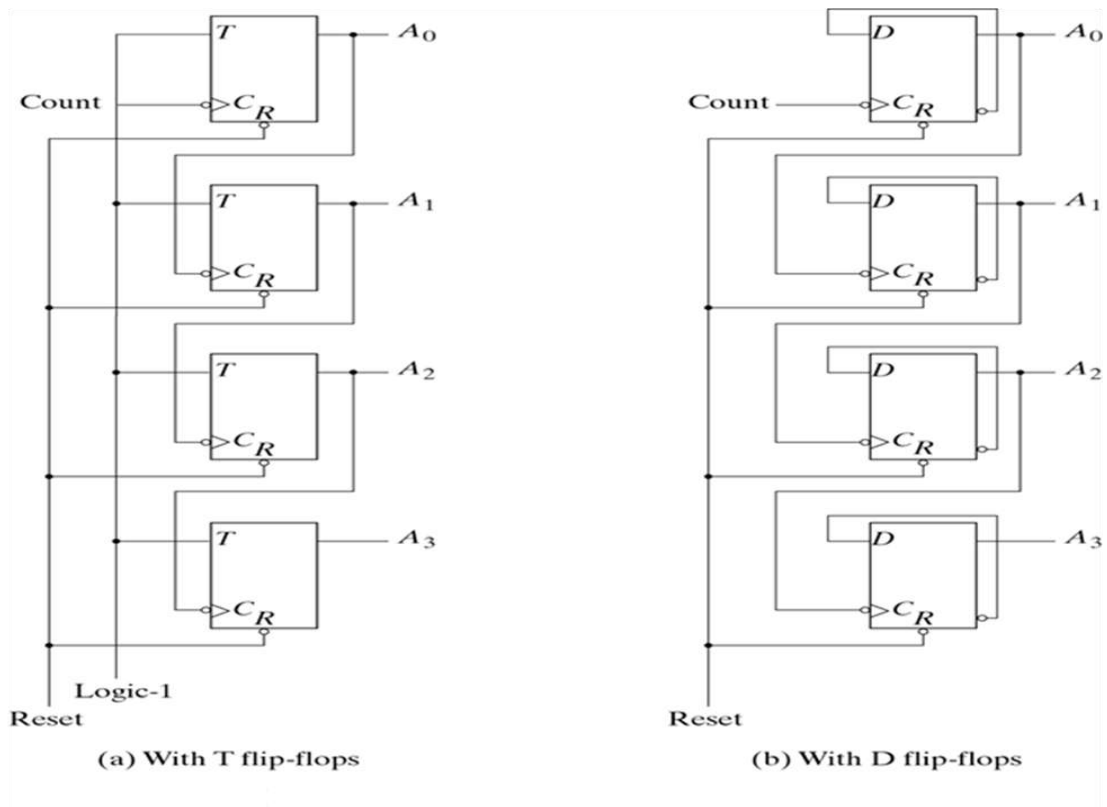 T
A0
Count
C
R
T
A1
C
R
T
A2
C
R
T
A3
C
R
Logic-1
Reset
(a) With T flip-flops
D
A0
Count
C
R
D
A1
C
R
D
A2
C
R
D
A3
C
R
Reset
(b) With D flip-flops